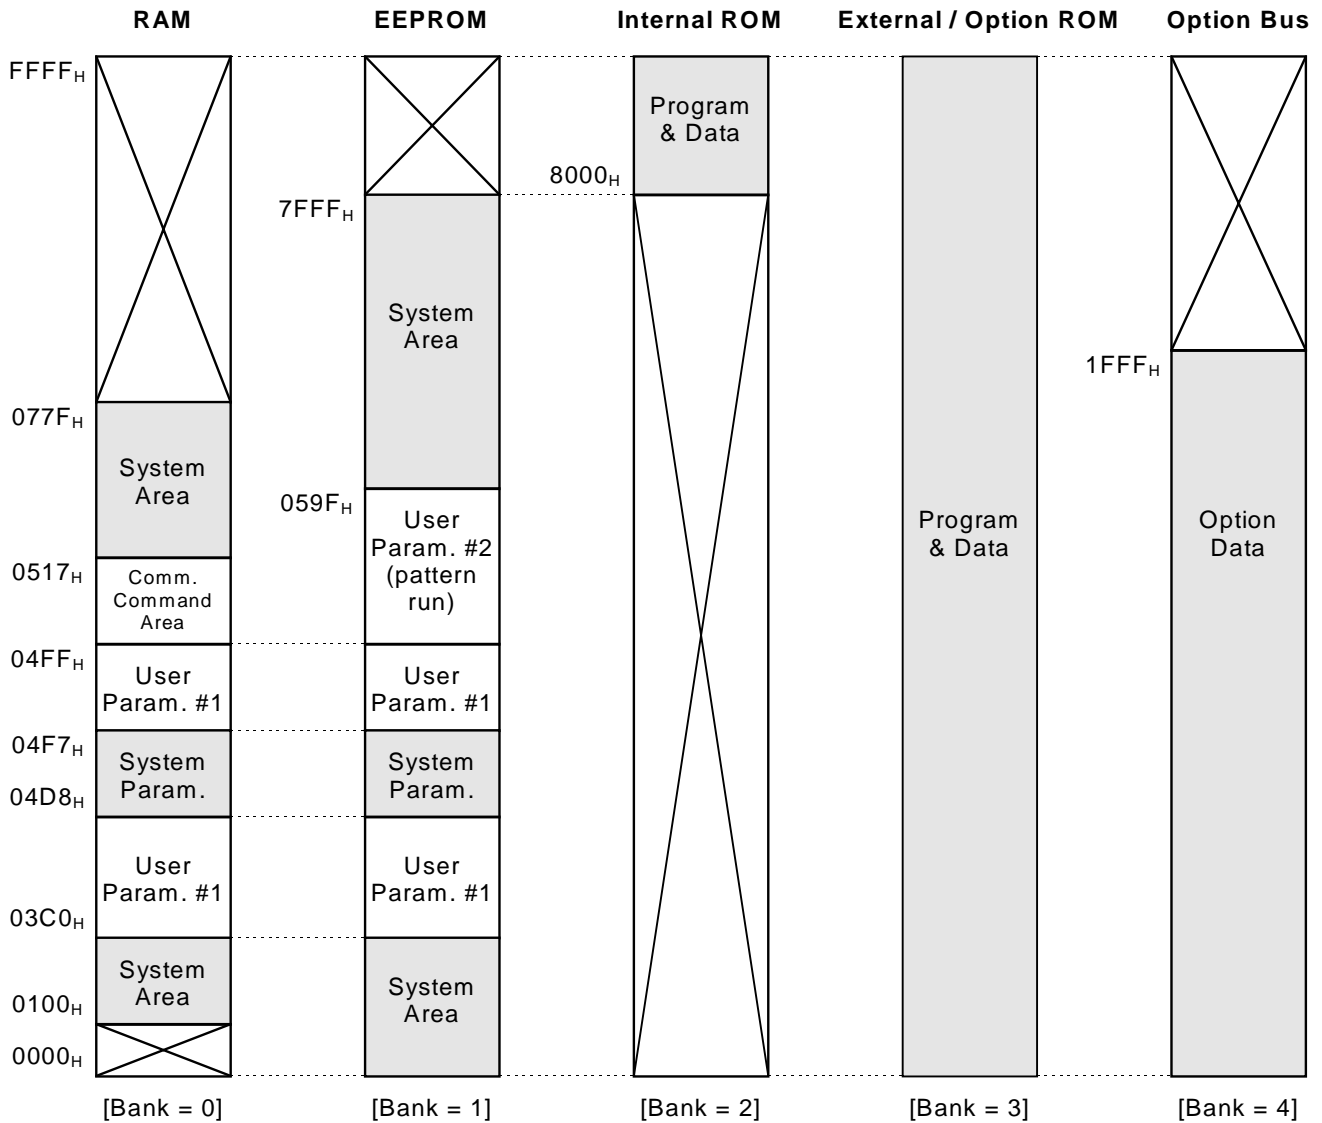 RAM
EEPROM
Internal ROM
External / Option ROM
Option Bus
FFFFH
077FH
0517H
04FFH
04F7H
04D8H
03C0H
0100H
0000H
System
Area
Comm.
Command
Area
User
Param. #1
System
Param.
User
Param. #1
System
Area
[Bank = 0]
7FFFH
059FH
System
Area
User
Param. #2
(pattern
run)
User
Param. #1
System
Param.
User
Param. #1
System
Area
[Bank = 1]
8000H
Program
& Data
[Bank = 2]
Program
& Data
[Bank = 3]
1FFFH
Option
Data
[Bank = 4]